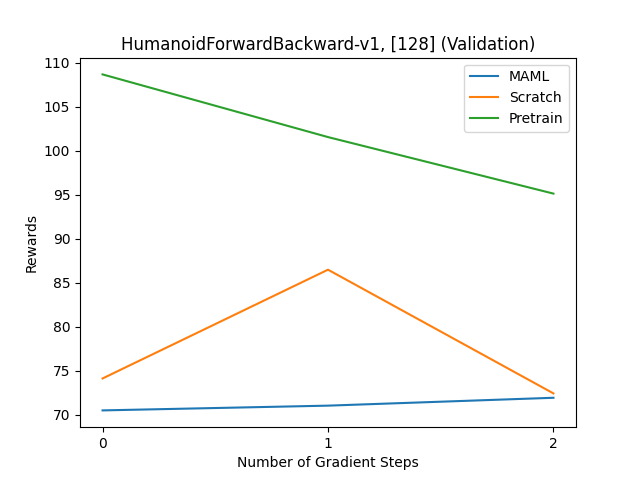 HumanoidForwardBackward-v1, [128] (Validation)
MAML
Scratch
Pretrain
Rewards
110
105
100
95
90
85
80
75
70
0 1 2
Number of Gradient Steps